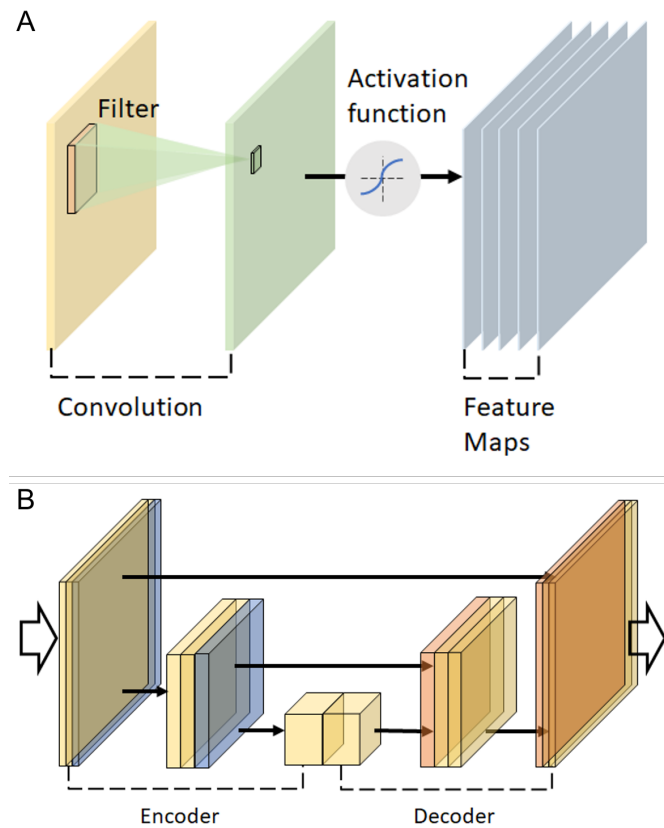 A
Filter
Activation
function
Convolution
Feature
Maps
B
Encoder
Decoder